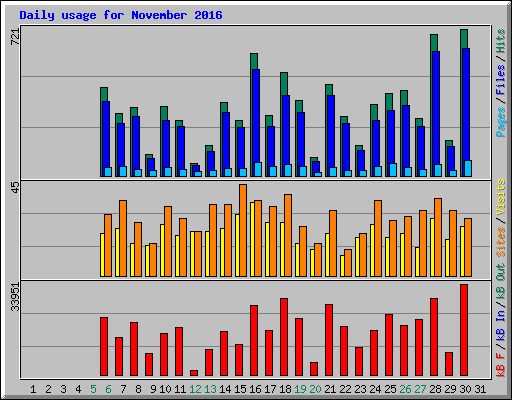 Daily usage for November 2016
721
Pages / Files / Hits
45
Sites / Visits
33951
kB F / kB In / kB Out
1 2 3 4 5 6 7 8 9 10 11 12 13 14 15 16 17 18 19 20 21 22 23 24 25 26 27 28 29 30 31